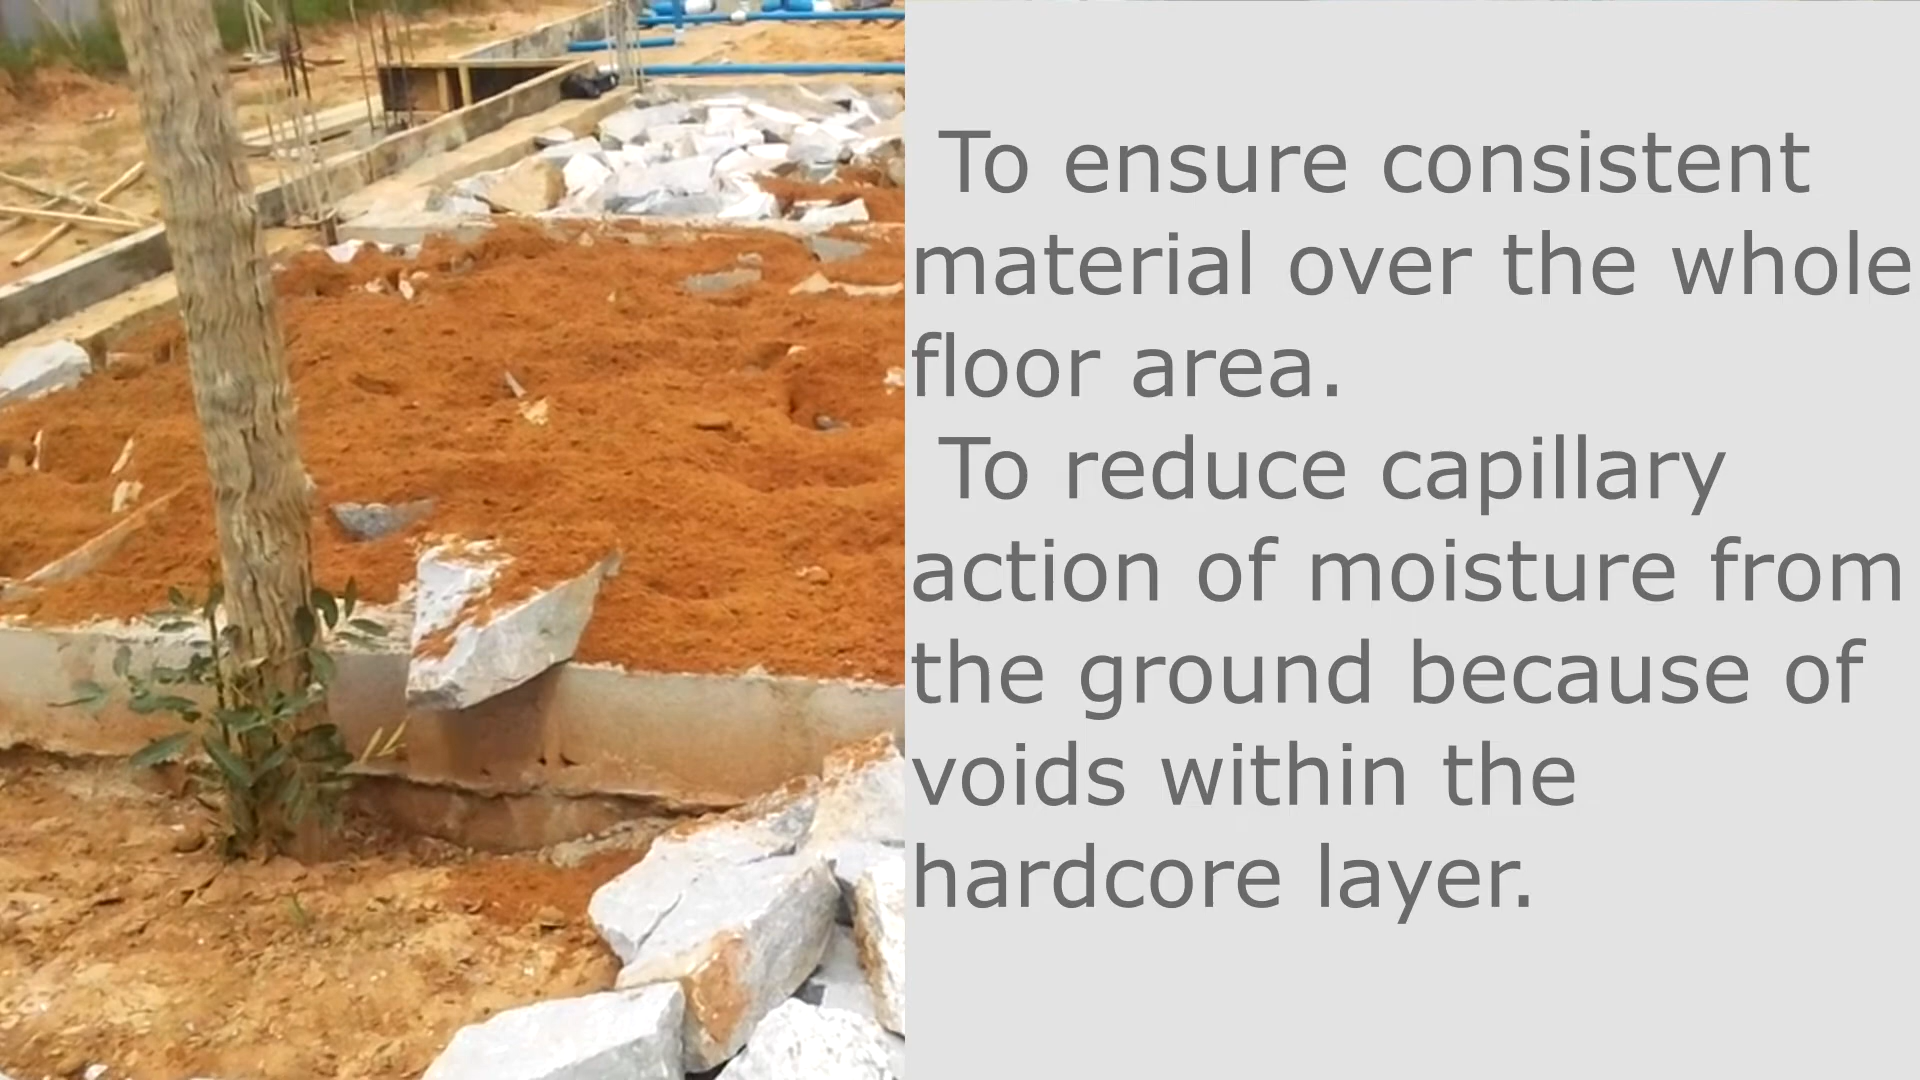 To ensure consistent
material over the whole
floor area.
To reduce capillary
action of moisture from
the ground because of
voids within the
hardcore layer.